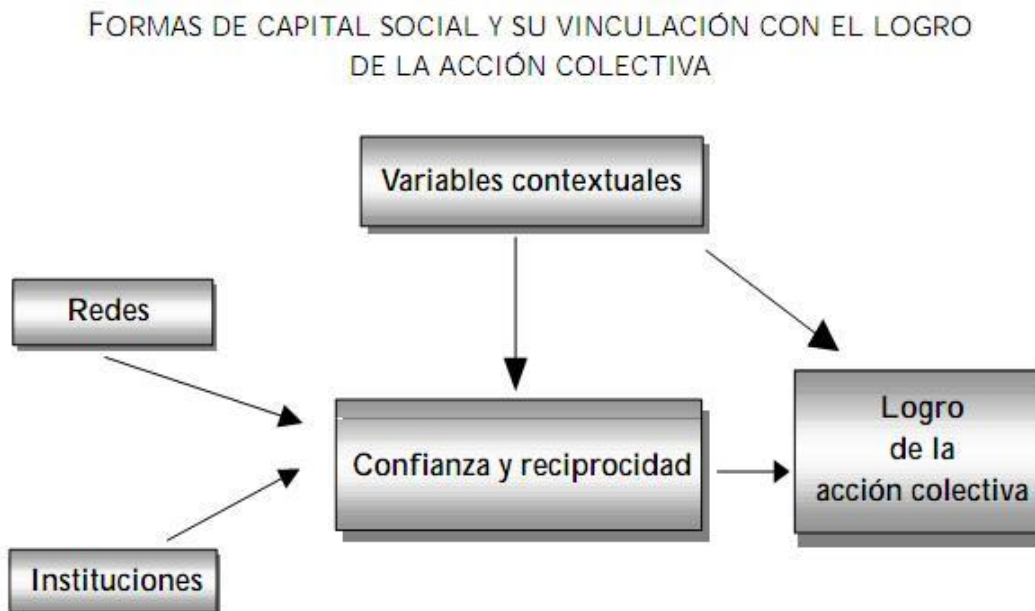 FORMAS DE CAPITAL SOCIAL Y SU VINCULACIÓN CON EL LOGRO
DE LA ACCIÓN COLECTIVA
Variables contextuales
Redes
Confianza y reciprocidad
Logro
de la
acción colectiva
Instituciones